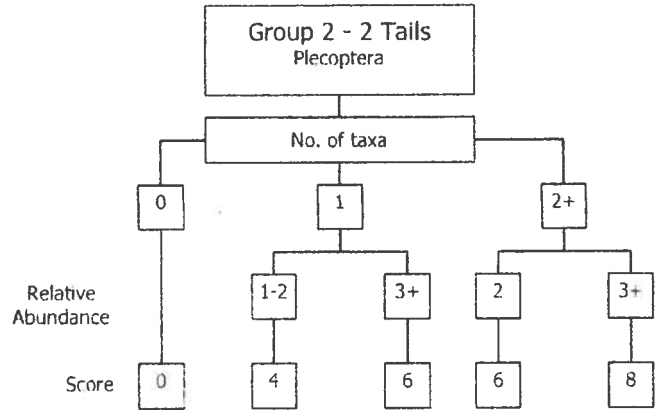 Group 2 - 2 Tails
Plecoptera
No. of taxa
0 1 2+
Relative
Abundance
1-2 3+ 2 3+
Score
0 4 6 6 8